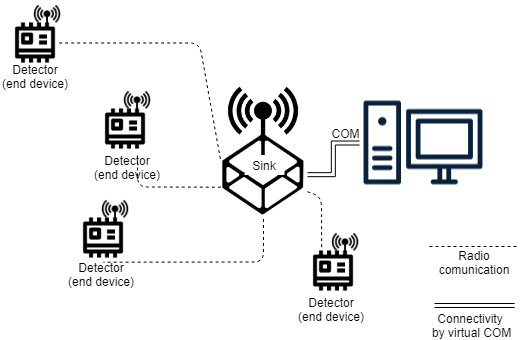 Detector
(end device)
Detector
(end device)
Sink
COM
Detector
(end device)
Detector
(end device)
Radio
comunication
Connectivity
by virtual COM